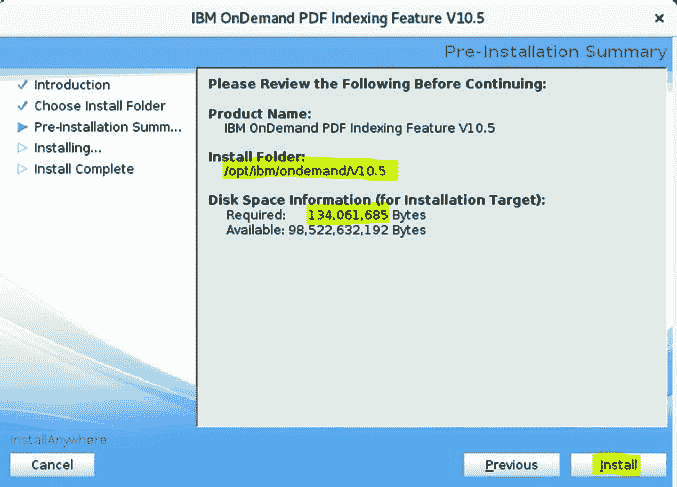 IBM OnDemand PDF Indexing Feature V10.5
Pre-Installation Summary
Introduction
Choose Install Folder
Pre-Installation Summ...
Installing...
Install Complete
Please Review the Following Before Continuing:
Product Name:
IBM OnDemand PDF Indexing Feature V10.5
Install Folder:
/opt/ibm/ondemand/V10.5
Disk Space Information (for Installation Target):
Required: 134,061,685 Bytes
Available: 98,522,632,192 Bytes
InstallAnywhere
Cancel
Previous
Install